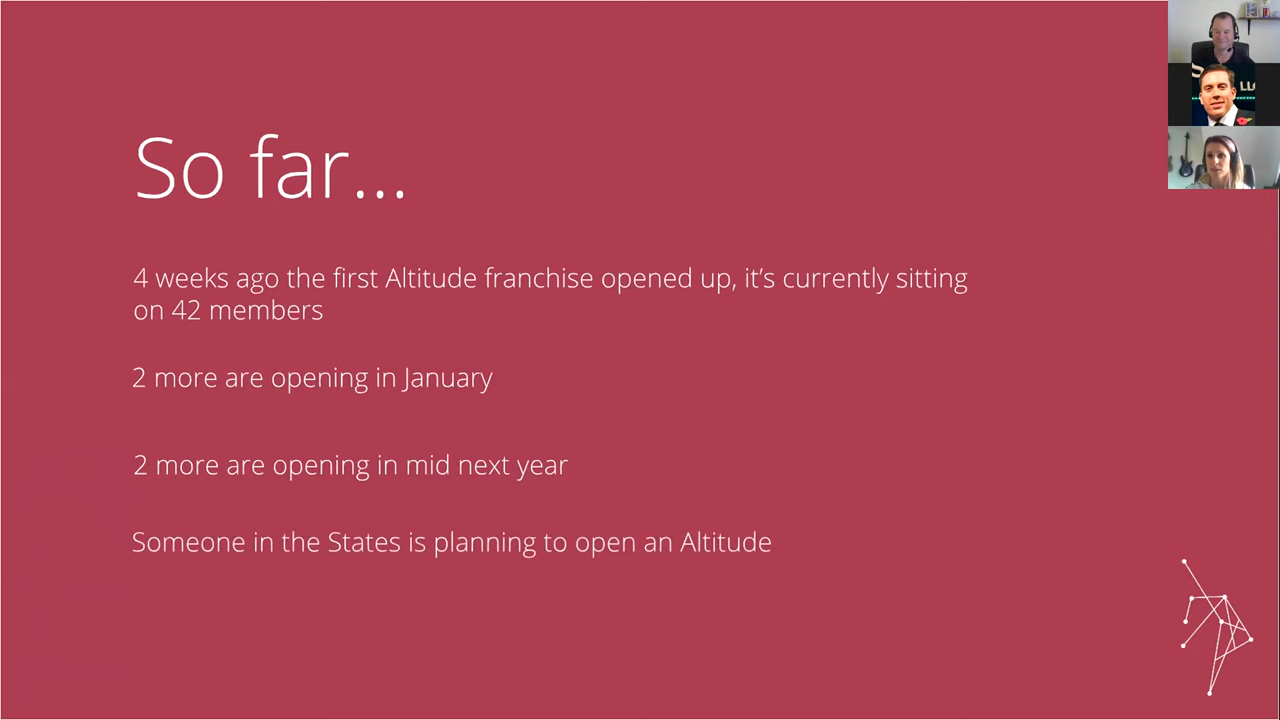 So far...
4 weeks ago the first Altitude franchise opened up, it’s currently sitting
on 42 members
2 more are opening in January
2 more are opening in mid next year
Someone in the States is planning to open an Altitude